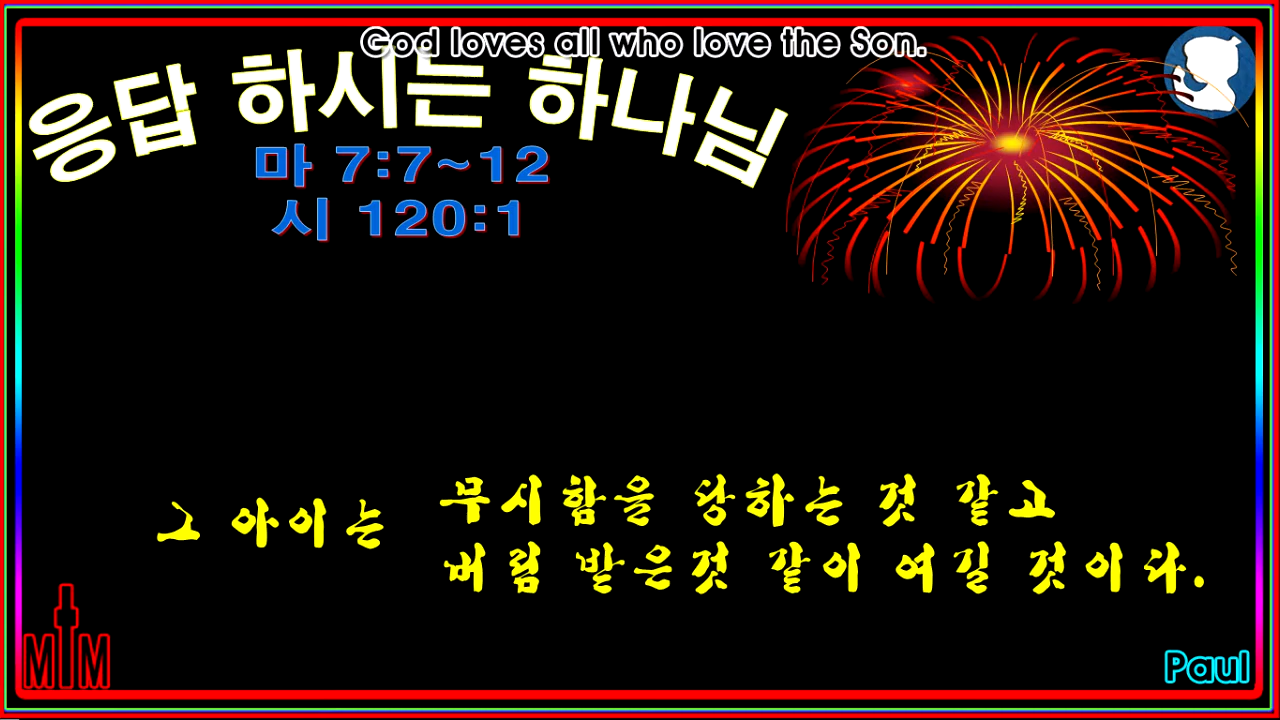 God loves all who love the Son.
응답 하시는 하나님
마 7:7~12
시 120:1
그 아이는
무시함을 당하는 것 같고
버림 받은것 같이 여길 것이다.
MTM
Paul